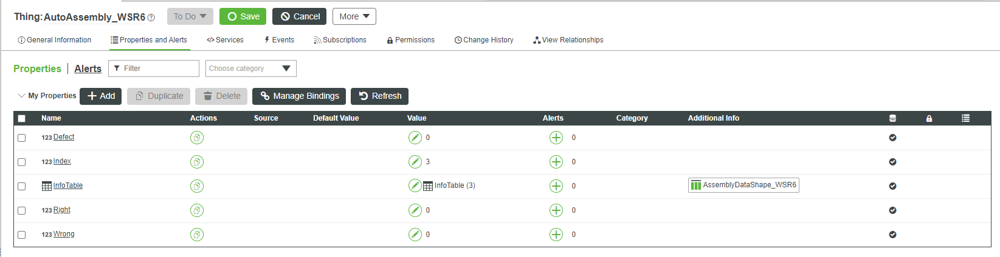 Thing: AutoAssembly_WSR6 ? To Do Save Cancel More
General Information Properties and Alerts </> Services Events Subscriptions Permissions Change History View Relationships
Properties | Alerts Filter Choose category
My Properties Add Duplicate Delete Manage Bindings Refresh
Name Actions Source Default Value Value Alerts Category Additional Info
123 Defect 0 0
123 Index 3 0
InfoTable InfoTable (3) 0 AssemblyDataShape_WSR6
123 Right 0 0
123 Wrong 0 0